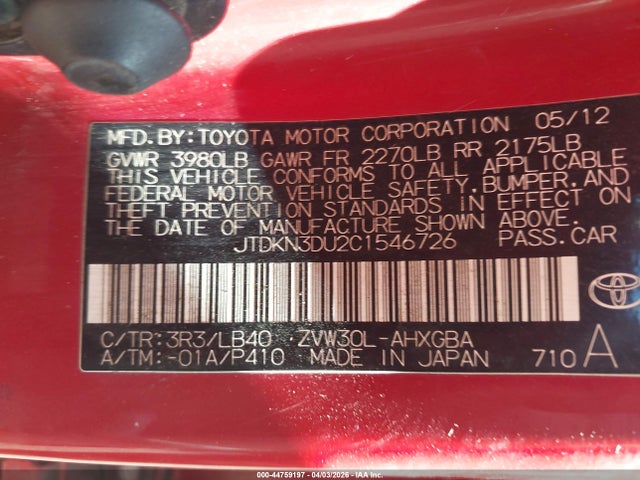 MFD.BY:TOYOTA MOTOR CORPORATION 05/12
GVWR 3980LB GAWR FR 2270LB RR 2175LB
THIS VEHICLE CONFORMS TO ALL APPLICABLE
FEDERAL MOTOR VEHICLE SAFETY,BUMPER,AND
THEFT PREVENTION STANDARDS IN EFFECT ON
THE DATE OF MANUFACTURE SHOWN ABOVE.
JTDKN3DU2C1546726 PASS.CAR
C/TR:3R3/LB40 ZVW30L-AHXGBA
A/TM:-01A/P410 MADE IN JAPAN 710 A
000-44759197 - 04/03/2026 - IAA Inc.